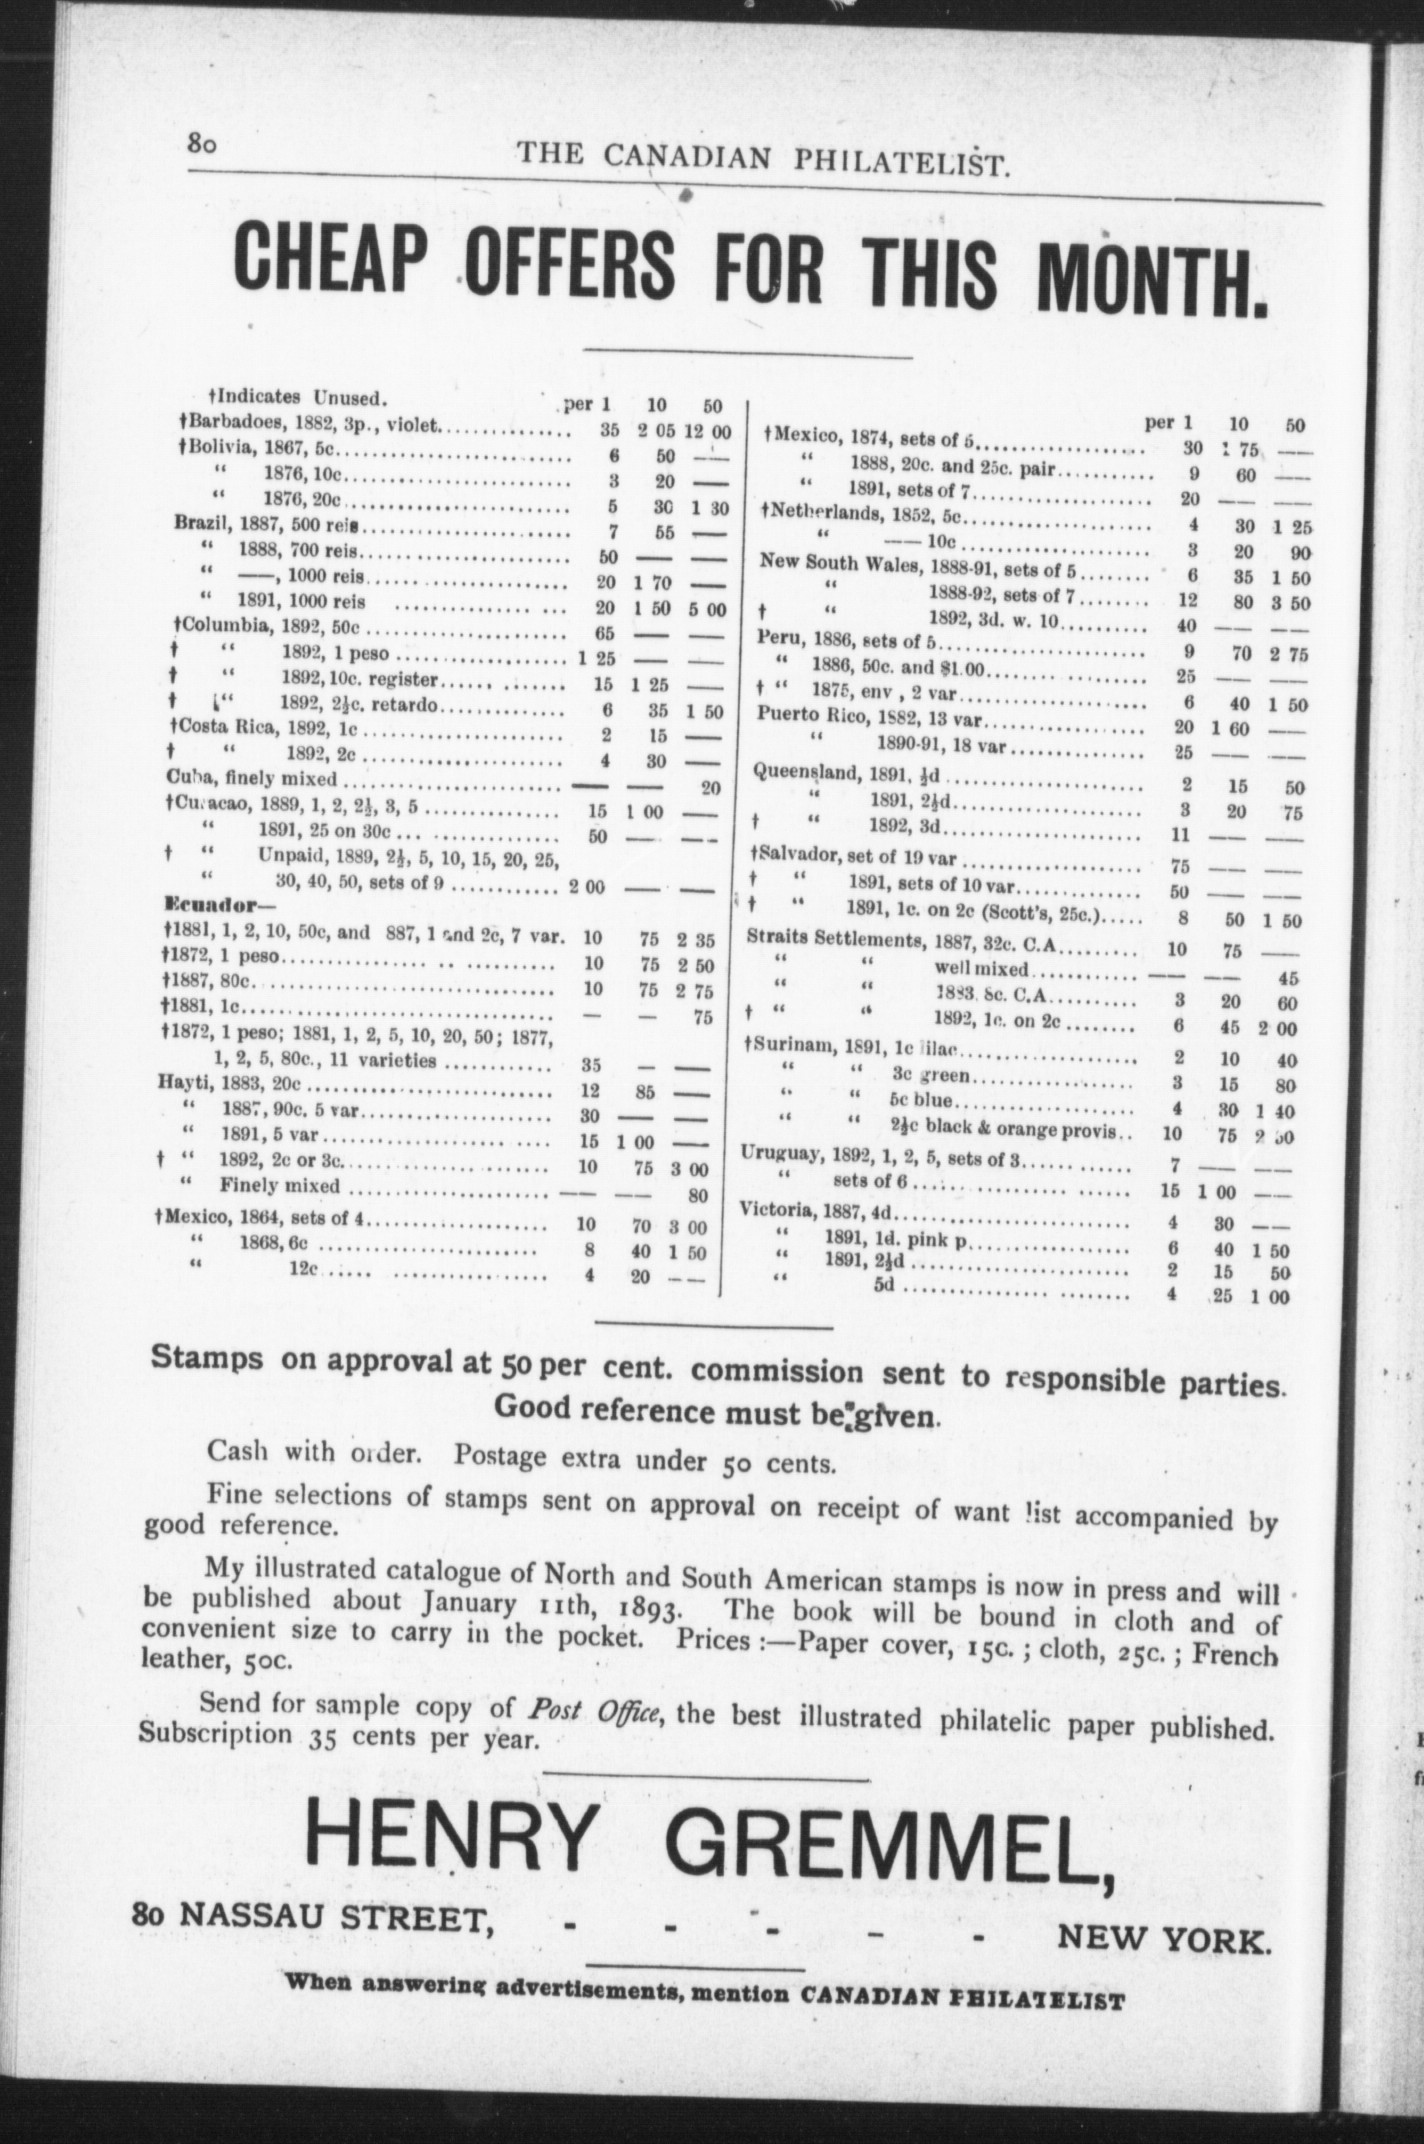 80
THE CANADIAN PHILATELIST.
CHEAP OFFERS FOR THIS MONTH.
†Indicates Unused. per 1 10 50
†Barbadoes, 1882, 3p., violet............... 35 2 05 12 00
†Bolivia, 1867, 5c.......................... 6 50 ——
“ 1876, 10c......................... 3 20 ——
“ 1876, 20c......................... 5 30 1 30
Brazil, 1887, 500 reis....................... 7 55 ——
“ 1888, 700 reis....................... 50 —— ——
“ ——, 1000 reis...................... 20 1 70 ——
“ 1891, 1000 reis .................. 20 1 50 5 00
†Columbia, 1892, 50c ...................... 65 —— ——
† “ 1892, 1 peso ................... 1 25 —— ——
† “ 1892, 10c. register...... ....... 15 1 25 ——
† “ 1892, 2½c. retardo.............. 6 35 1 50
†Costa Rica, 1892, 1c ...................... 2 15 ——
† “ 1892, 2c ...................... 4 30 ——
Cuba, finely mixed ........................ —— —— 20
†Curacao, 1889, 1, 2, 2½, 3, 5 ............... 15 1 00 ——
“ 1891, 25 on 30c ................. 50 —— ——
† “ Unpaid, 1889, 2½, 5, 10, 15, 20, 25,
“ 30, 40, 50, sets of 9 ............ 2 00 —— ——
Ecuador—
†1881, 1, 2, 10, 50c, and 887, 1 and 2c, 7 var. 10 75 2 35
†1872, 1 peso................ .. .......... 10 75 2 50
†1887, 80c................................. 10 75 2 75
†1881, 1c.................................. — — 75
†1872, 1 peso; 1881, 1, 2, 5, 10, 20, 50; 1877,
1, 2, 5, 80c., 11 varieties ............ 35 — ——
Hayti, 1883, 20c ........................... 12 85 ——
“ 1887, 90c. 5 var..................... 30 —— ——
“ 1891, 5 var...................... .... 15 1 00 ——
† “ 1892, 2c or 3c....................... 10 75 3 00
“ Finely mixed ...................... —— —— 80
†Mexico, 1864, sets of 4.................... 10 70 3 00
“ 1868, 6c ........................ 8 40 1 50
“ 12c ..... ................. 4 20 ——
per 1 10 50
†Mexico, 1874, sets of 5................... 30 1 75 ——
“ 1888, 20c. and 25c. pair........... 9 60 ——
“ 1891, sets of 7.................... 20 —— ——
†Netherlands, 1852, 5c..................... 4 30 1 25
“ —— 10c ..................... 3 20 90
New South Wales, 1888-91, sets of 5........ 6 35 1 50
“ 1888-92, sets of 7........ 12 80 3 50
† “ 1892, 3d. w. 10.......... 40 —— ——
Peru, 1886, sets of 5....................... 9 70 2 75
“ 1886, 50c. and $1.00................. 25 —— ——
† “ 1875, env , 2 var.................... 6 40 1 50
Puerto Rico, 1882, 13 var.................. 20 1 60 ——
“ 1890-91, 18 var............... 25 —— ——
Queensland, 1891, ½d ...................... 2 15 50
“ 1891, 2½d..................... 3 20 75
† “ 1892, 3d...................... 11 —— ——
†Salvador, set of 19 var .................... 75 —— ——
† “ 1891, sets of 10 var.............. 50 —— ——
† “ 1891, 1c. on 2c (Scott's, 25c.)..... 8 50 1 50
Straits Settlements, 1887, 32c. C.A......... 10 75 ——
“ “ well mixed............ —— —— 45
“ “ 1883, 8c. C.A.......... 3 20 60
† “ “ 1892, 1c. on 2c ........ 6 45 2 00
†Surinam, 1891, 1c lilac.................... 2 10 40
“ “ 3c green.................. 3 15 80
“ “ 5c blue.................... 4 30 1 40
“ “ 2½c black & orange provis.. 10 75
Uruguay, 1892, 1, 2, 5, sets of 3............ 7 —— ——
“ sets of 6 ...................... 15 1 00 ——
Victoria, 1887, 4d.......................... 4 30 ——
“ 1891, 1d. pink p.................. 6 40 1 50
“ 1891, 2½d ........................ 2 15 50
“ 5d ........................ 4 25 1 00
Stamps on approval at 50 per cent. commission sent to responsible parties.
Good reference must be given.
Cash with order. Postage extra under 50 cents.
Fine selections of stamps sent on approval on receipt of want list accompanied by
good reference.
My illustrated catalogue of North and South American stamps is now in press and will
be published about January 11th, 1893. The book will be bound in cloth and of
convenient size to carry in the pocket. Prices :—Paper cover, 15c. ; cloth, 25c. ; French
leather, 50c.
Send for sample copy of Post Office, the best illustrated philatelic paper published.
Subscription 35 cents per year.
HENRY GREMMEL,
80 NASSAU STREET, - - - - - NEW YORK.
When answering advertisements, mention CANADIAN PHILATELIST